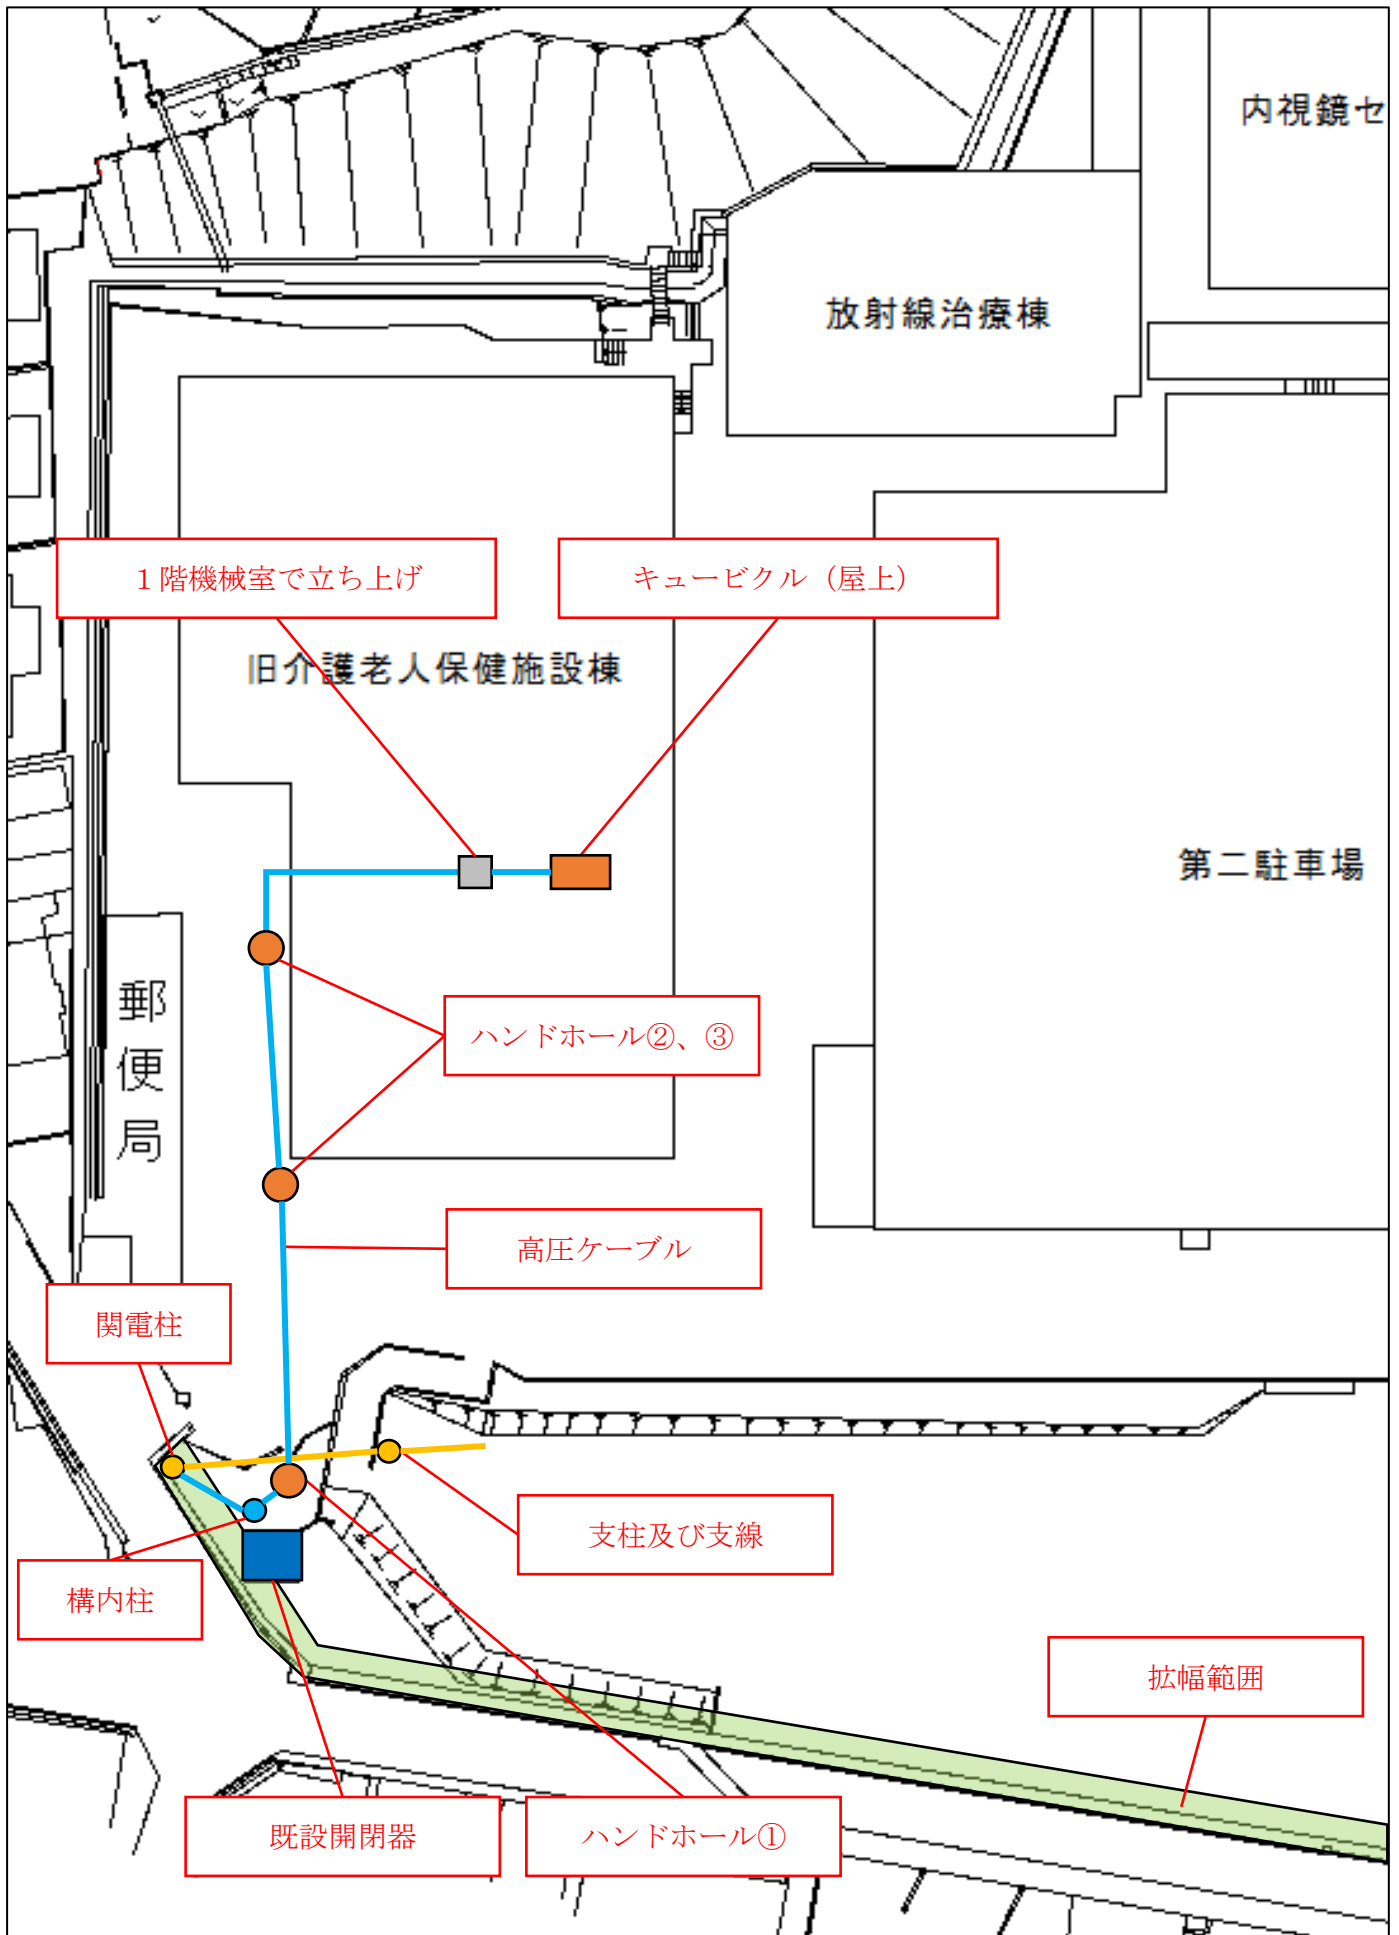 内視鏡セ
放射線治療棟
１階機械室で立ち上げ
キュービクル（屋上）
旧介護老人保健施設棟
第二駐車場
郵便局
ハンドホール②、③
高圧ケーブル
関電柱
支柱及び支線
構内柱
拡幅範囲
既設開閉器
ハンドホール①